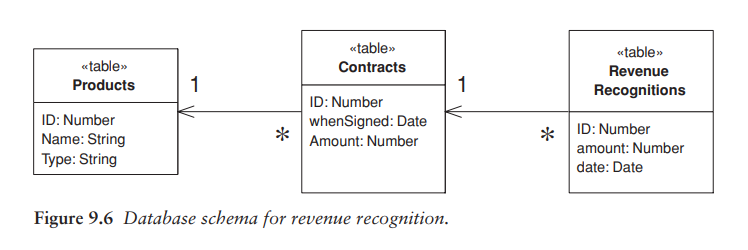 «table»
Products
ID: Number
Name: String
Type: String
1
*
«table»
Contracts
ID: Number
whenSigned: Date
Amount: Number
1
*
«table»
Revenue
Recognitions
ID: Number
amount: Number
date: Date
Figure 9.6 Database schema for revenue recognition.